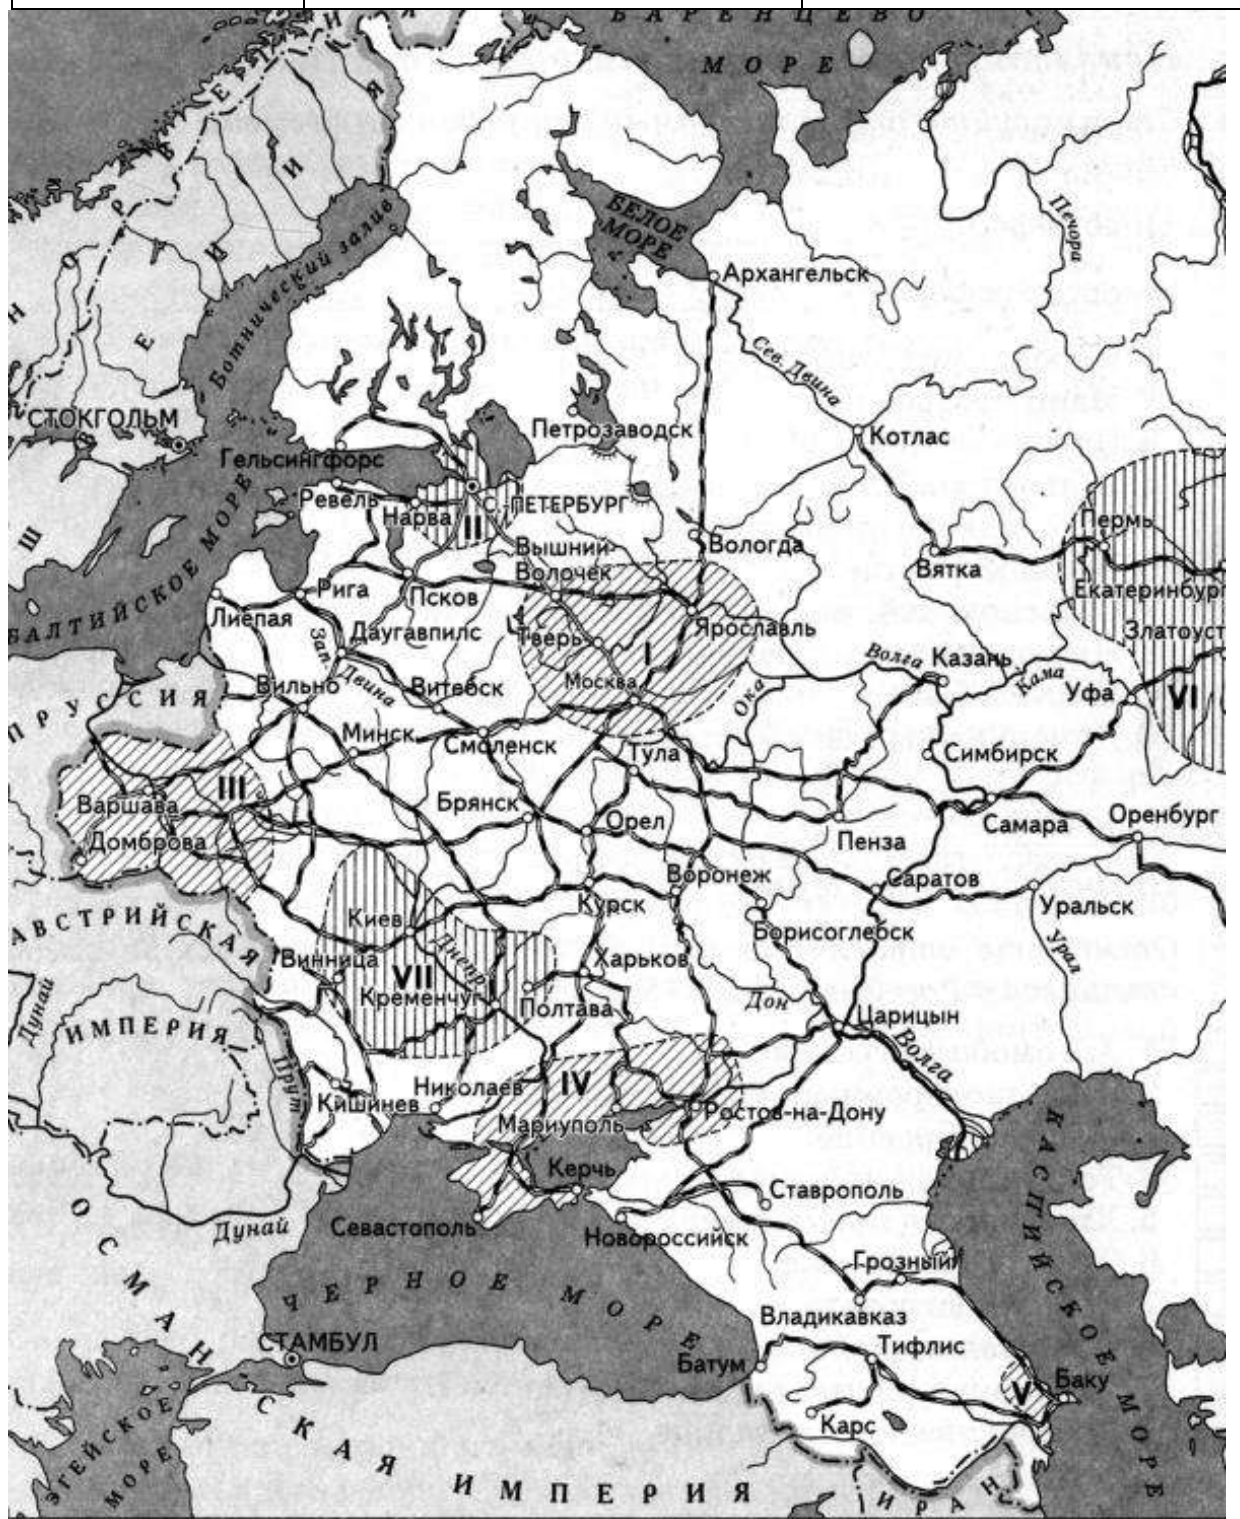 БАРЕНЦЕВО
МОРЕ
БЕЛОЕ
МОРЕ
Печора
Архангельск
Ботнический залив
Сев. Двина
СТОКГОЛЬМ
Петрозаводск
Котлас
Гельсингфорс
Ревель
Нарва
С.-ПЕТЕРБУРГ
II
Пермь
Вышний-
Волочек
Вологда
Вятка
Екатеринбург
БАЛТИЙСКОЕ МОРЕ
Рига
Псков
Лиепая
Даугавпилс
Тверь
Ярославль
Златоуст
I
Зап. Двина
Волга
Казань
Кама
Уфа
VI
Москва
Ока
Вильно
Витебск
ПРУССИЯ
Минск
Смоленск
Тула
Симбирск
III
Варшава
Брянск
Орел
Пенза
Самара
Оренбург
Домброва
Воронеж
Саратов
Курск
Уральск
АВСТРИЙСКАЯ
ИМПЕРИЯ
Киев
Борисоглебск
Винница
VII
Днепр
Харьков
Урал
Кременчуг
Полтава
Дон
Дунай
Царицын
Волга
Прут
Николаев
IV
Кишинев
Мариуполь
Ростов-на-Дону
Керчь
Ставрополь
Дунай
Севастополь
Новороссийск
КАСПИЙСКОЕ МОРЕ
Грозный
ЧЕРНОЕ МОРЕ
Владикавказ
СТАМБУЛ
Тифлис
Батум
V
Баку
Карс
ЭГЕЙСКОЕ
МОРЕ
ОСМАНСКАЯ ИМПЕРИЯ
ИРАН